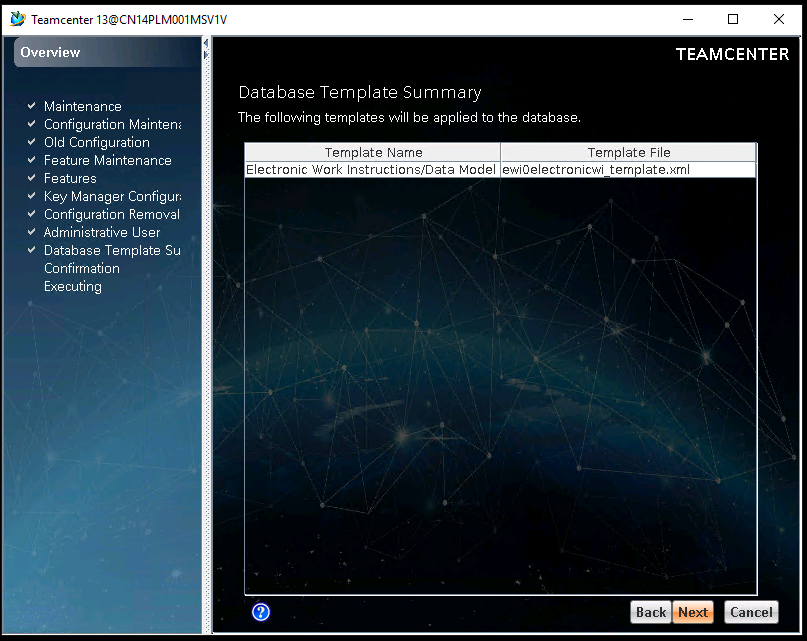 Teamcenter 13@CN14PLM001MSV1V
Overview
Maintenance
Configuration Maintena
Old Configuration
Feature Maintenance
Features
Key Manager Configura
Configuration Removal
Administrative User
Database Template Su
Confirmation
Executing
TEAMCENTER
Database Template Summary
The following templates will be applied to the database.
Template Name Template File
Electronic Work Instructions/Data Model ewi0electronicwi_template.xml
?
Back Next Cancel